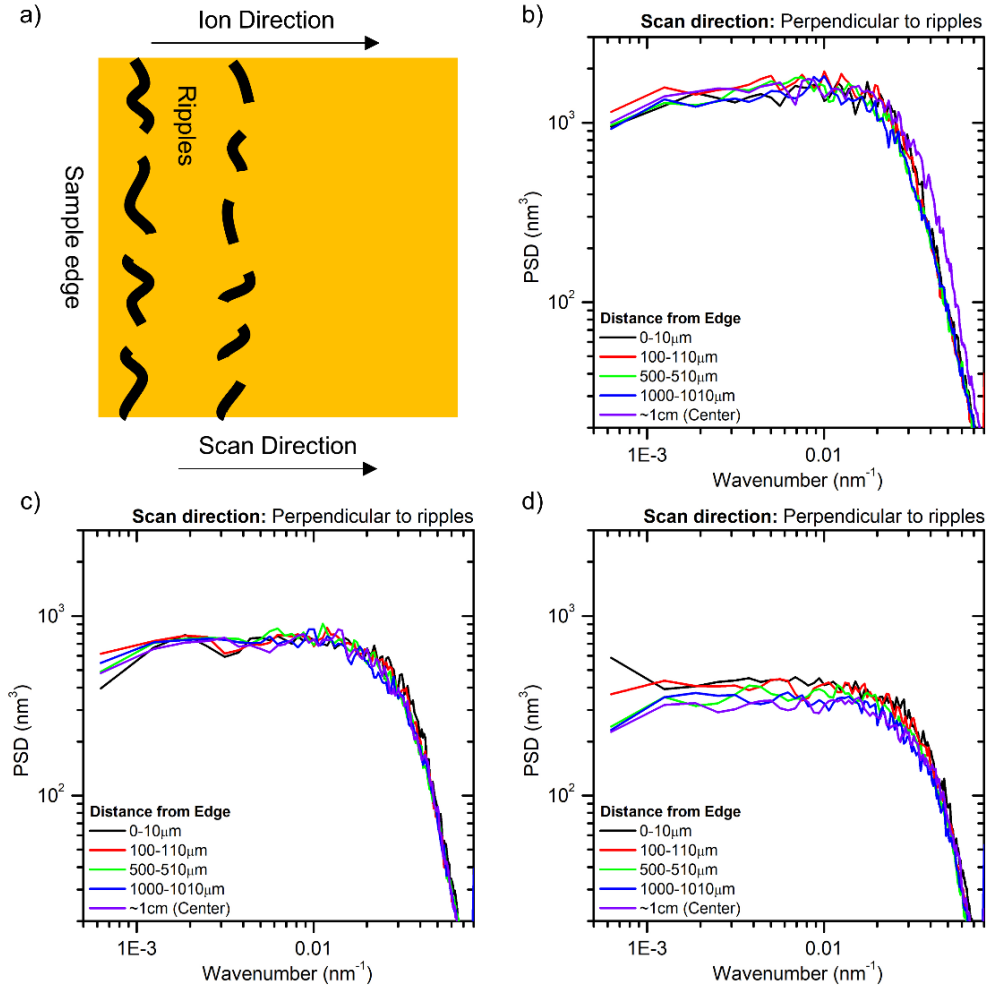 a)
Ion Direction
Ripples
Sample edge
Scan Direction
b)
Scan direction: Perpendicular to ripples
10³
10²
PSD (nm³)
Distance from Edge
0-10μm
100-110μm
500-510μm
1000-1010μm
~1cm (Center)
1E-3
0.01
Wavenumber (nm⁻¹)
c)
Scan direction: Perpendicular to ripples
10³
10²
PSD (nm³)
Distance from Edge
0-10μm
100-110μm
500-510μm
1000-1010μm
~1cm (Center)
1E-3
0.01
Wavenumber (nm⁻¹)
d)
Scan direction: Perpendicular to ripples
10³
10²
PSD (nm³)
Distance from Edge
0-10μm
100-110μm
500-510μm
1000-1010μm
~1cm (Center)
1E-3
0.01
Wavenumber (nm⁻¹)